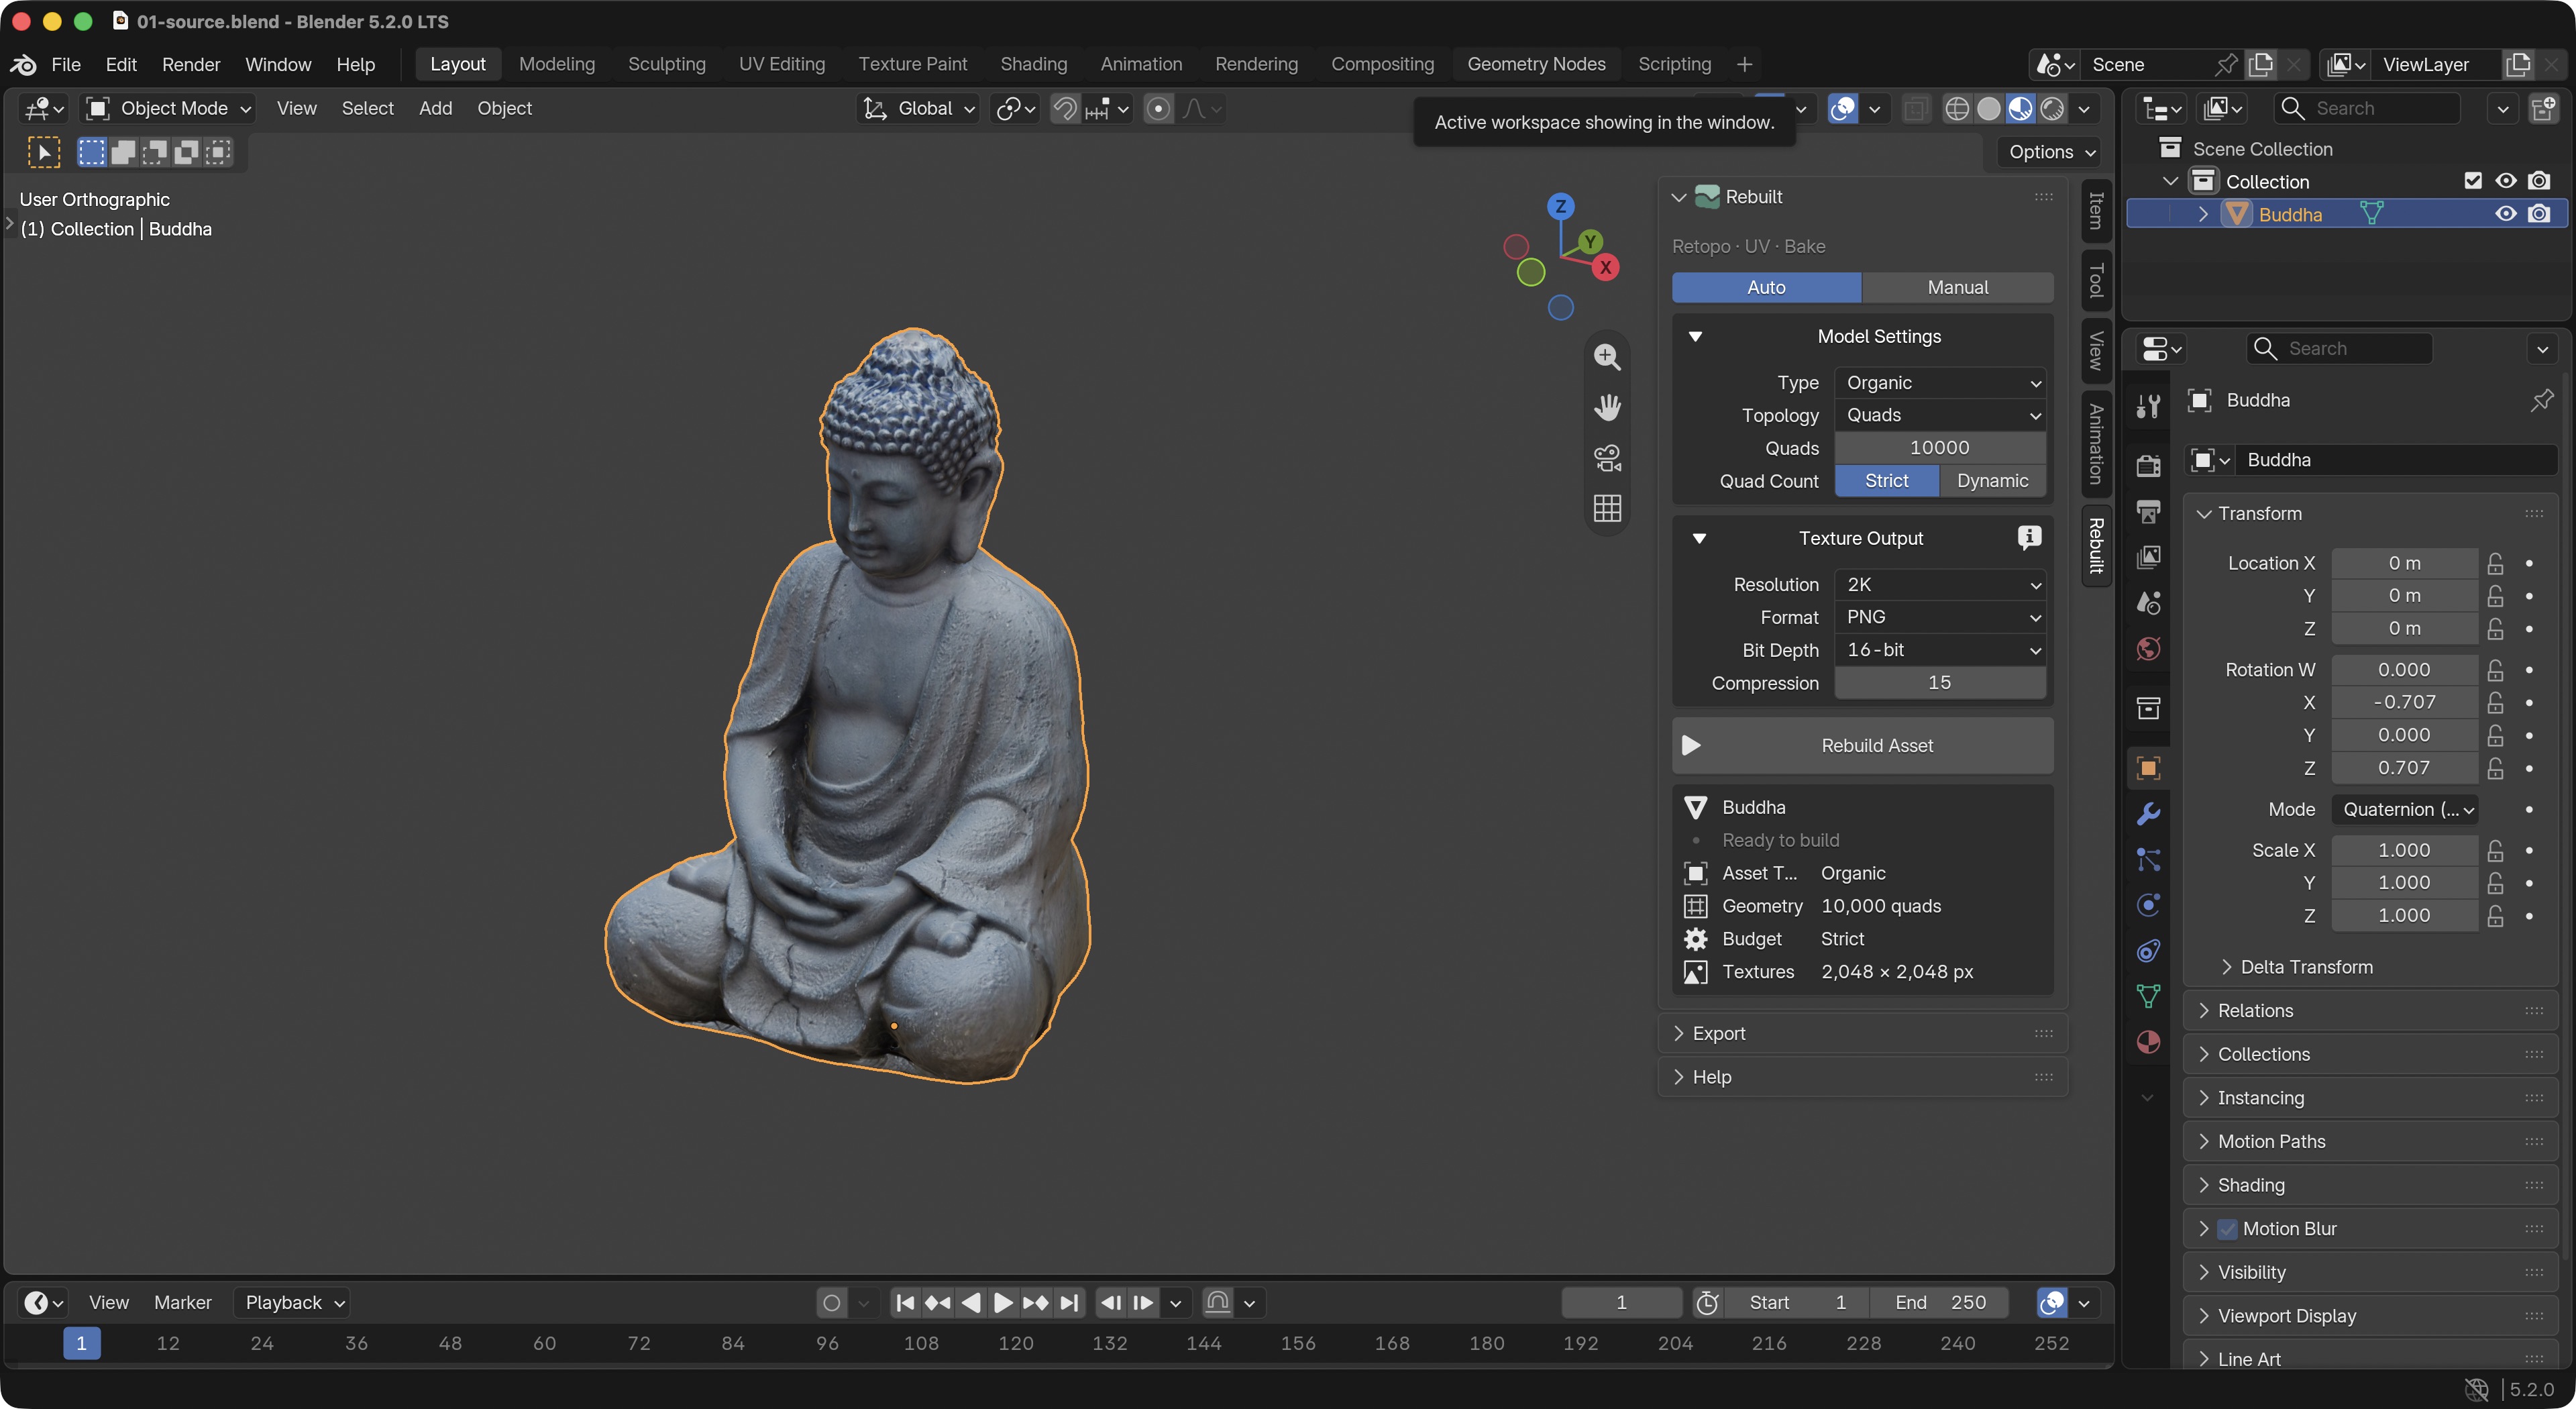 01-source.blend - Blender 5.2.0 LTS
File Edit Render Window Help Layout Modeling Sculpting UV Editing Texture Paint Shading Animation Rendering Compositing Geometry Nodes Scripting + Scene ViewLayer
Object Mode View Select Add Object Global
Active workspace showing in the window.
Options
User Orthographic
(1) Collection | Buddha
Z
Y
X
Rebuilt
Retopo · UV · Bake
Auto Manual
Model Settings
Type Organic
Topology Quads
Quads 10000
Quad Count Strict Dynamic
Texture Output
Resolution 2K
Format PNG
Bit Depth 16-bit
Compression 15
Rebuild Asset
Buddha
Ready to build
Asset T... Organic
Geometry 10,000 quads
Budget Strict
Textures 2,048 × 2,048 px
Export
Help
Item
Tool
View
Animation
Rebuilt
Search
Scene Collection
Collection
Buddha
Search
Buddha
Buddha
Transform
Location X 0 m
Y 0 m
Z 0 m
Rotation W 0.000
X -0.707
Y 0.000
Z 0.707
Mode Quaternion (...
Scale X 1.000
Y 1.000
Z 1.000
Delta Transform
Relations
Collections
Instancing
Motion Paths
Shading
Motion Blur
Visibility
Viewport Display
Line Art
View Marker Playback 1 Start 1 End 250
1 12 24 36 48 60 72 84 96 108 120 132 144 156 168 180 192 204 216 228 240 252
5.2.0